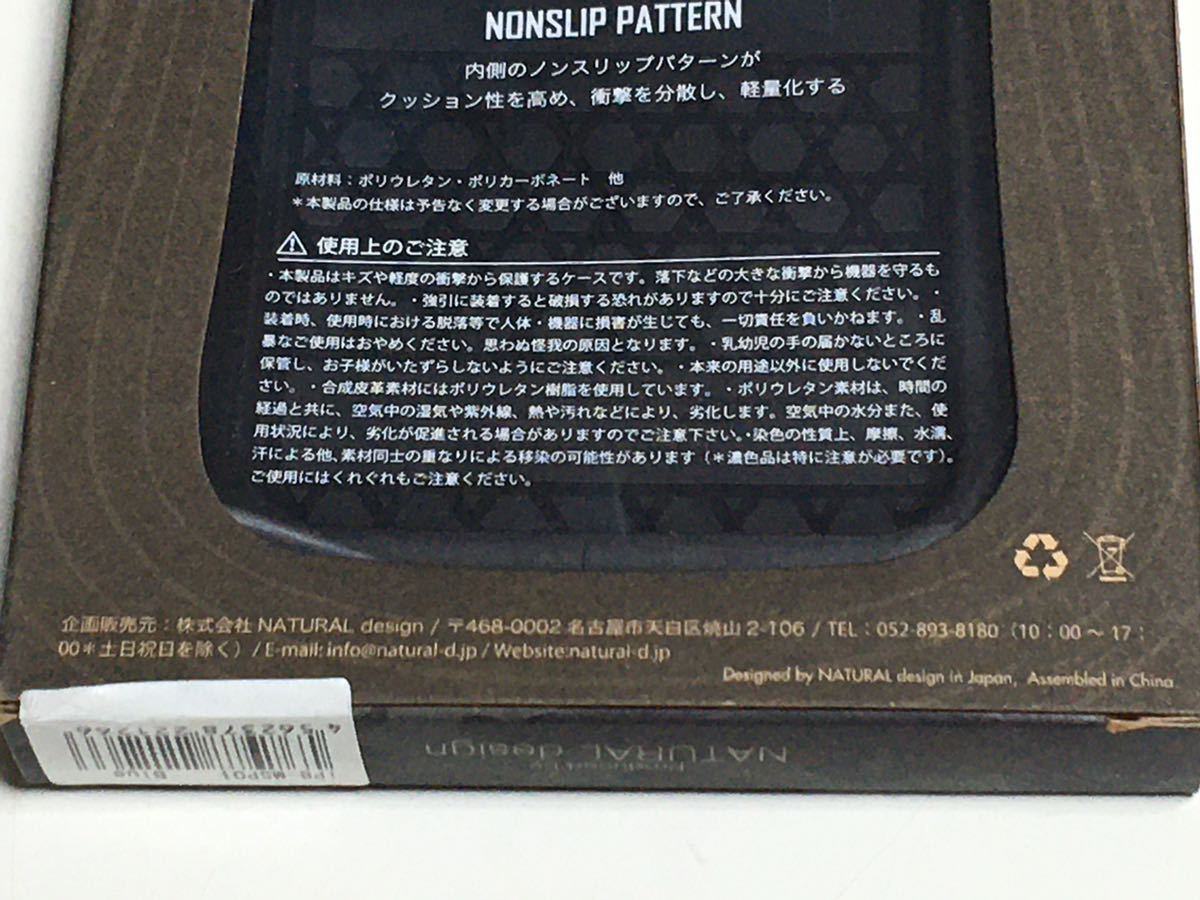 NONSLIP PATTERN
内側のノンスリップパターンが
クッション性を高め、衝撃を分散し、軽量化する
原材料：ポリウレタン・ポリカーボネート 他
＊本製品の仕様は予告なく変更する場合がございますので、ご了承ください。
使用上のご注意
・本製品はキズや軽度の衝撃から保護するケースです。落下などの大きな衝撃から機器を守るも
のではありません。・強引に装着すると破損する恐れがありますので十分にご注意ください。・
装着時、使用時における脱落等で人体・機器に損害が生じても、一切責任を負いかねます。・乱
暴なご使用はおやめください。思わぬ怪我の原因となります。・乳幼児の手の届かないところに
保管し、お子様がいたずらしないようにご注意ください。・本来の用途以外に使用しないでくだ
さい。・合成皮革素材にはポリウレタン樹脂を使用しています。・ポリウレタン素材は、時間の
経過と共に、空気中の湿気や紫外線、熱や汚れなどにより、劣化します。空気中の水分また、使
用状況により、劣化が促進される場合がありますのでご注意下さい。・染色の性質上、摩擦、水濡、
汗による他、素材同士の重なりによる移染の可能性があります（＊濃色品は特に注意が必要です）。
ご使用にはくれぐれもご注意ください。
企画販売元：株式会社 NATURAL design / 〒468-0002 名古屋市天白区焼山 2-106 / TEL：052-893-8180（10：00～17：
00＊土日祝日を除く）/ E-mail: info@natural-d.jp / Website:natural-d.jp
Designed by NATURAL design in Japan, Assembled in China
NATURAL design
iP8 MSP01 Blue